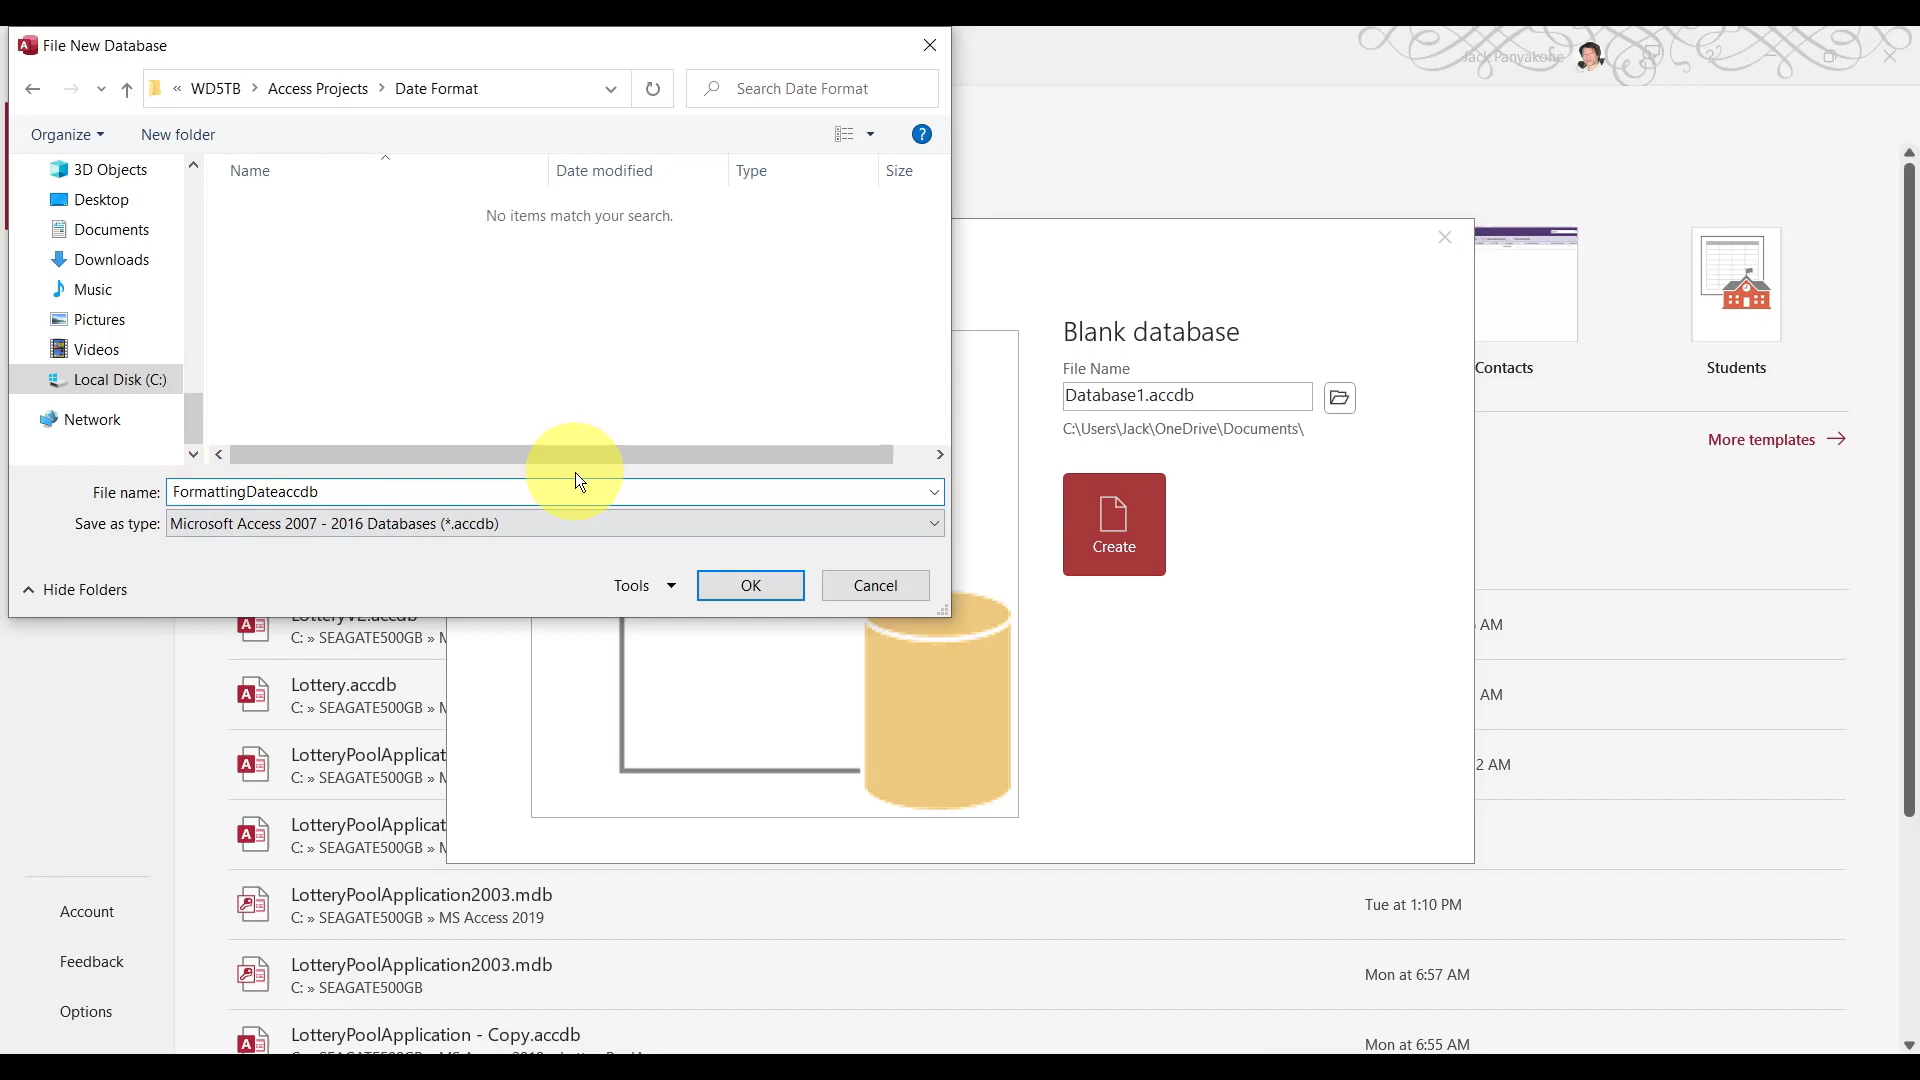 File New Database
« WD5TB > Access Projects > Date Format
Search Date Format
Jack Panyakone
Organize
New folder
?
3D Objects
Desktop
Documents
Downloads
Music
Pictures
Videos
Local Disk (C:)
Network
Name
Date modified
Type
Size
No items match your search.
File name: FormattingDateaccdb
Save as type: Microsoft Access 2007 - 2016 Databases (*.accdb)
Hide Folders
Tools
OK
Cancel
Blank database
File Name
Database1.accdb
C:\Users\Jack\OneDrive\Documents\
Create
Contacts
Students
More templates
LotteryV2.accdb
C: » SEAGATE500GB » M
AM
Lottery.accdb
C: » SEAGATE500GB » M
AM
LotteryPoolApplicat
C: » SEAGATE500GB » M
2 AM
LotteryPoolApplicat
C: » SEAGATE500GB » M
LotteryPoolApplication2003.mdb
C: » SEAGATE500GB » MS Access 2019
Tue at 1:10 PM
LotteryPoolApplication2003.mdb
C: » SEAGATE500GB
Mon at 6:57 AM
LotteryPoolApplication - Copy.accdb
Mon at 6:55 AM
Account
Feedback
Options